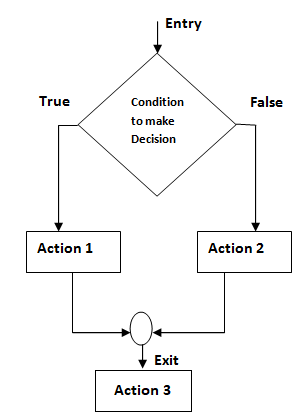 Entry
True
Condition
to make
Decision
False
Action 1
Action 2
Exit
Action 3